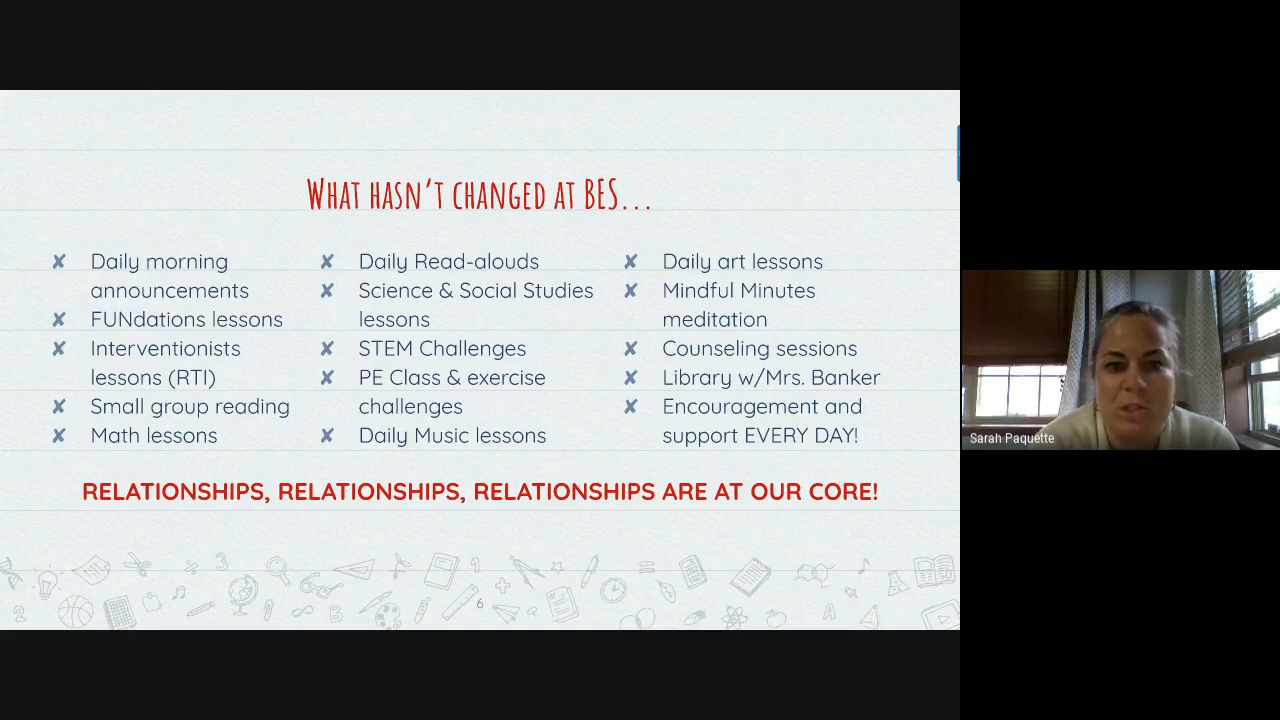 What hasn't changed at BES...
✘ Daily morning
announcements
✘ FUNdations lessons
✘ Interventionists
lessons (RTI)
✘ Small group reading
✘ Math lessons
✘ Daily Read-alouds
✘ Science & Social Studies
lessons
✘ STEM Challenges
✘ PE Class & exercise
challenges
✘ Daily Music lessons
✘ Daily art lessons
✘ Mindful Minutes
meditation
✘ Counseling sessions
✘ Library w/Mrs. Banker
✘ Encouragement and
support EVERY DAY!
RELATIONSHIPS, RELATIONSHIPS, RELATIONSHIPS ARE AT OUR CORE!
6
Sarah Paquette